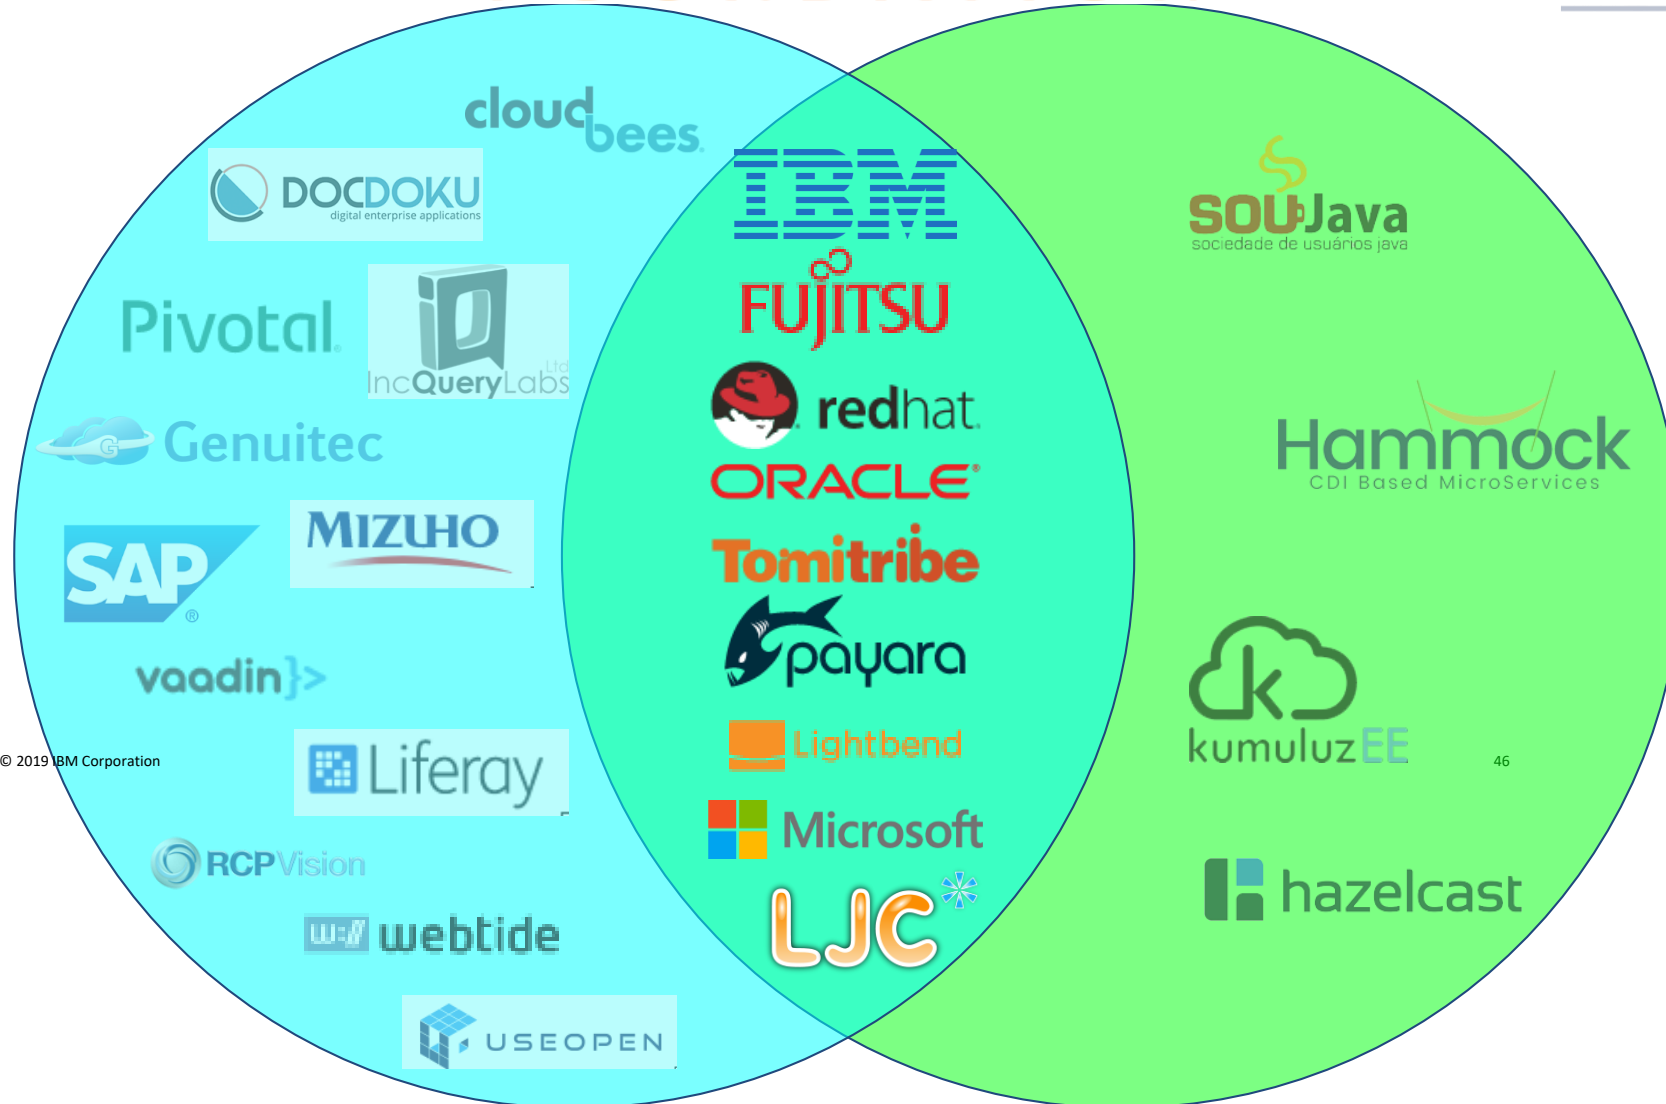 cloudbees
DOCDOKU
digital enterprise applications
Pivotal
IncQueryLabs
Ltd
Genuitec
G
SAP
®
MIZUHO
vaadin}>
© 2019 IBM Corporation
Liferay
RCPVision
w:// webtide
USEOPEN
IBM
FUJITSU
redhat
ORACLE®
Tomitribe
payara
Lightbend
Microsoft
LJC
SOUJava
sociedade de usuários java
Hammock
CDI Based MicroServices
k
kumuluzEE
46
hazelcast